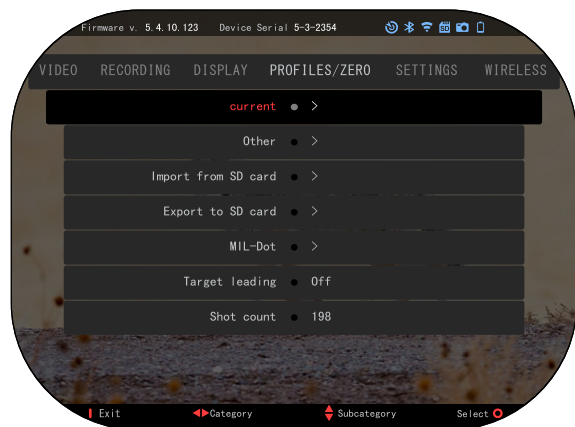 Firmware v. 5.4.10.123 Device Serial 5-3-2354 SD
VIDEO RECORDING DISPLAY PROFILES/ZERO SETTINGS WIRELESS
current >
Other >
Import from SD card >
Export to SD card >
MIL-Dot >
Target leading Off
Shot count 198
Exit Category Subcategory Select